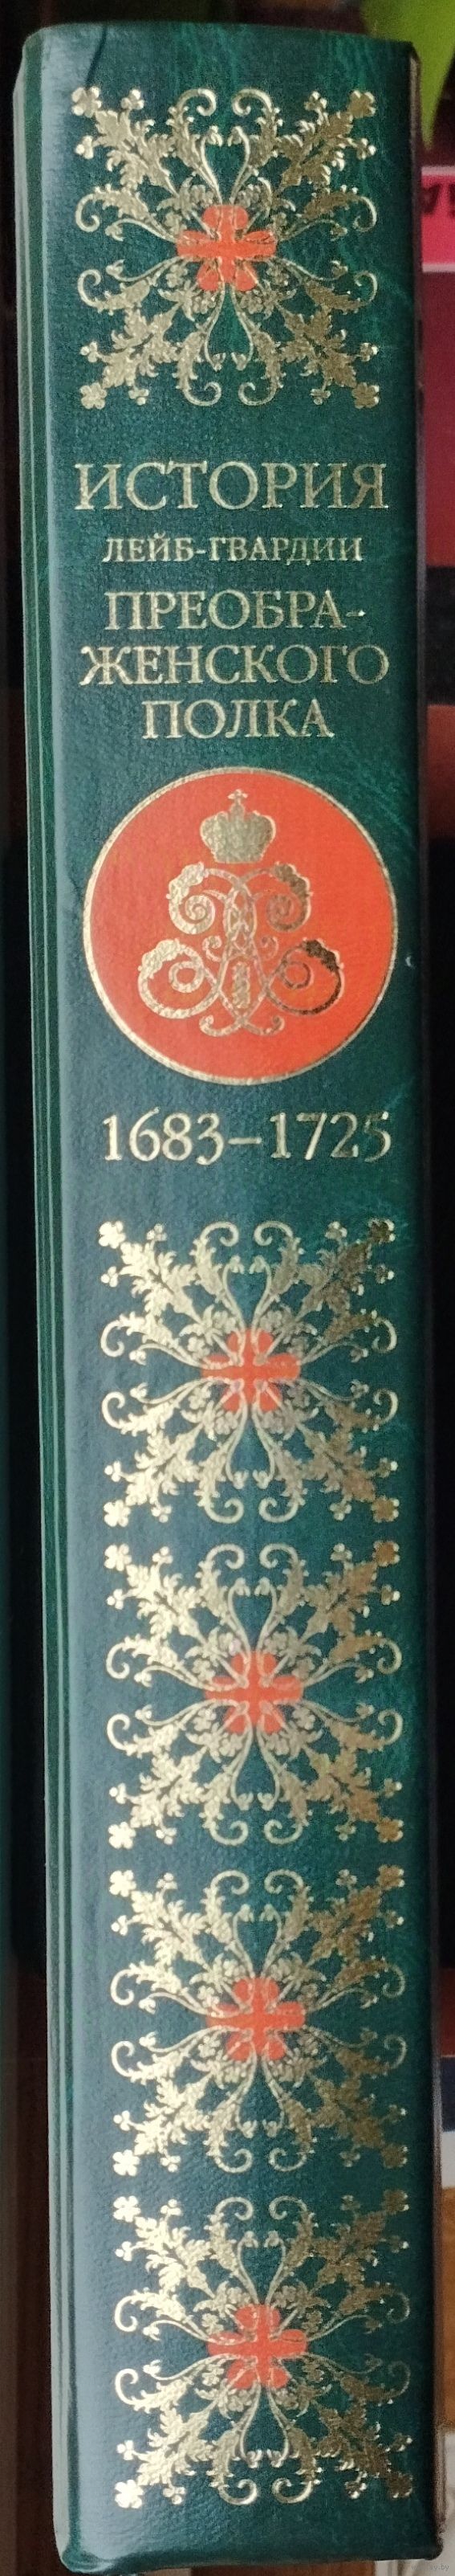 ИСТОРИЯ
ЛЕЙБ-ГВАРДИИ
ПРЕОБРА-
ЖЕНСКОГО
ПОЛКА
1683–1725